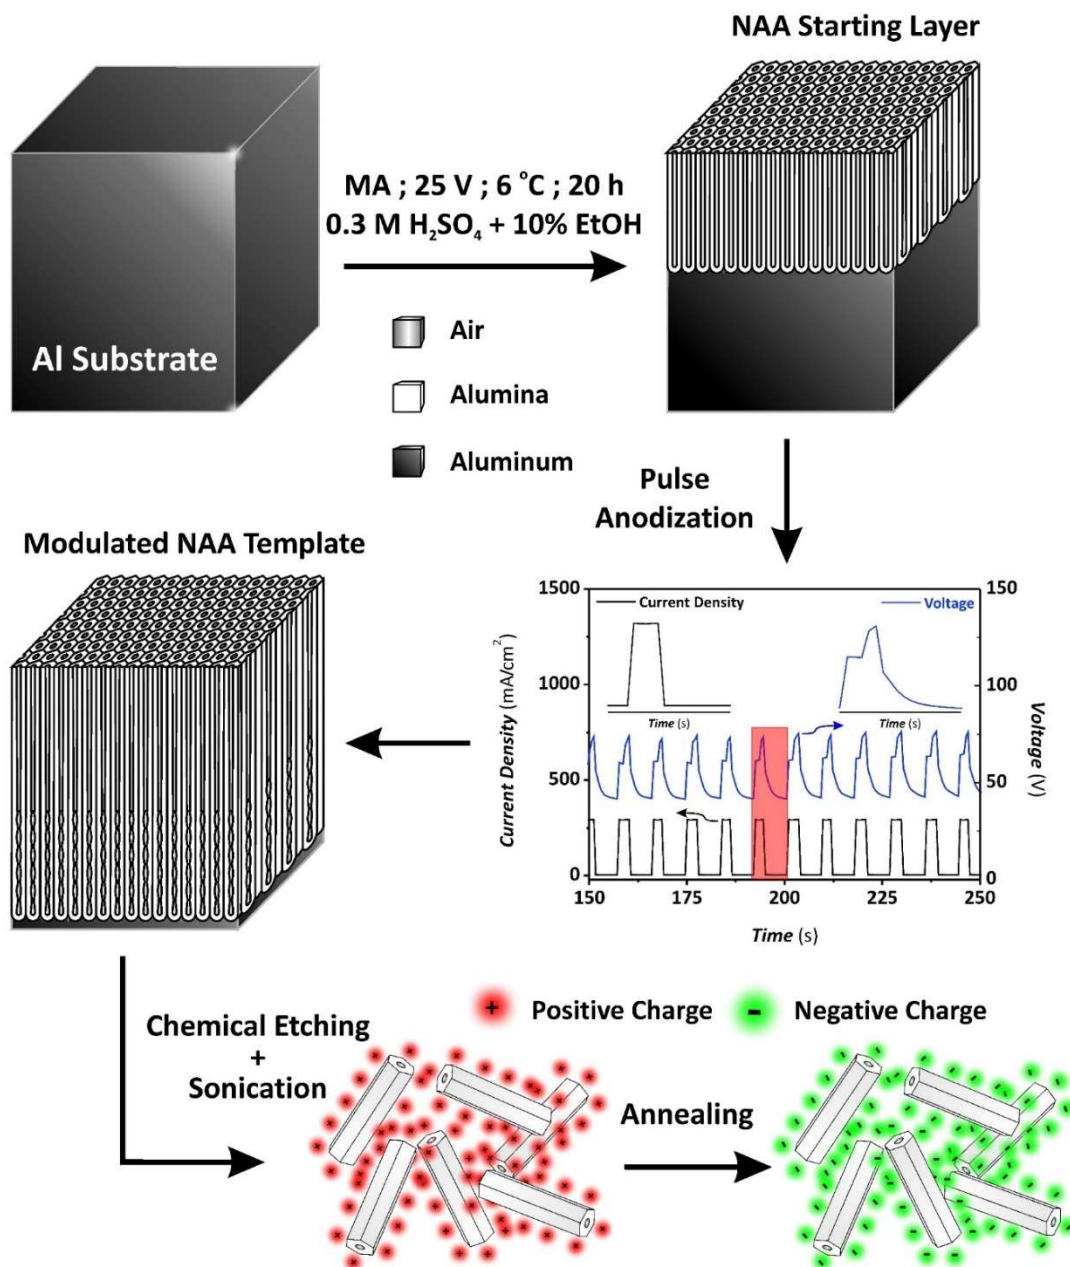 NAA Starting Layer
MA ; 25 V ; 6 °C ; 20 h
0.3 M H₂SO₄ + 10% EtOH
Al Substrate
Air
Alumina
Aluminum
Pulse
Anodization
Modulated NAA Template
1500
1000
500
0
Current Density (mA/cm²)
Current Density
Voltage
Time (s)
Time (s)
150
100
50
0
Voltage (V)
150
175
200
225
250
Time (s)
Chemical Etching
+
Sonication
+ Positive Charge
- Negative Charge
Annealing